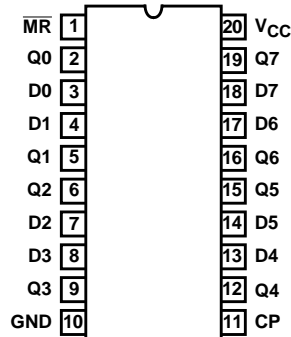 M̅R̅ 1 20 VCC
Q0 2 19 Q7
D0 3 18 D7
D1 4 17 D6
Q1 5 16 Q6
Q2 6 15 Q5
D2 7 14 D5
D3 8 13 D4
Q3 9 12 Q4
GND 10 11 CP